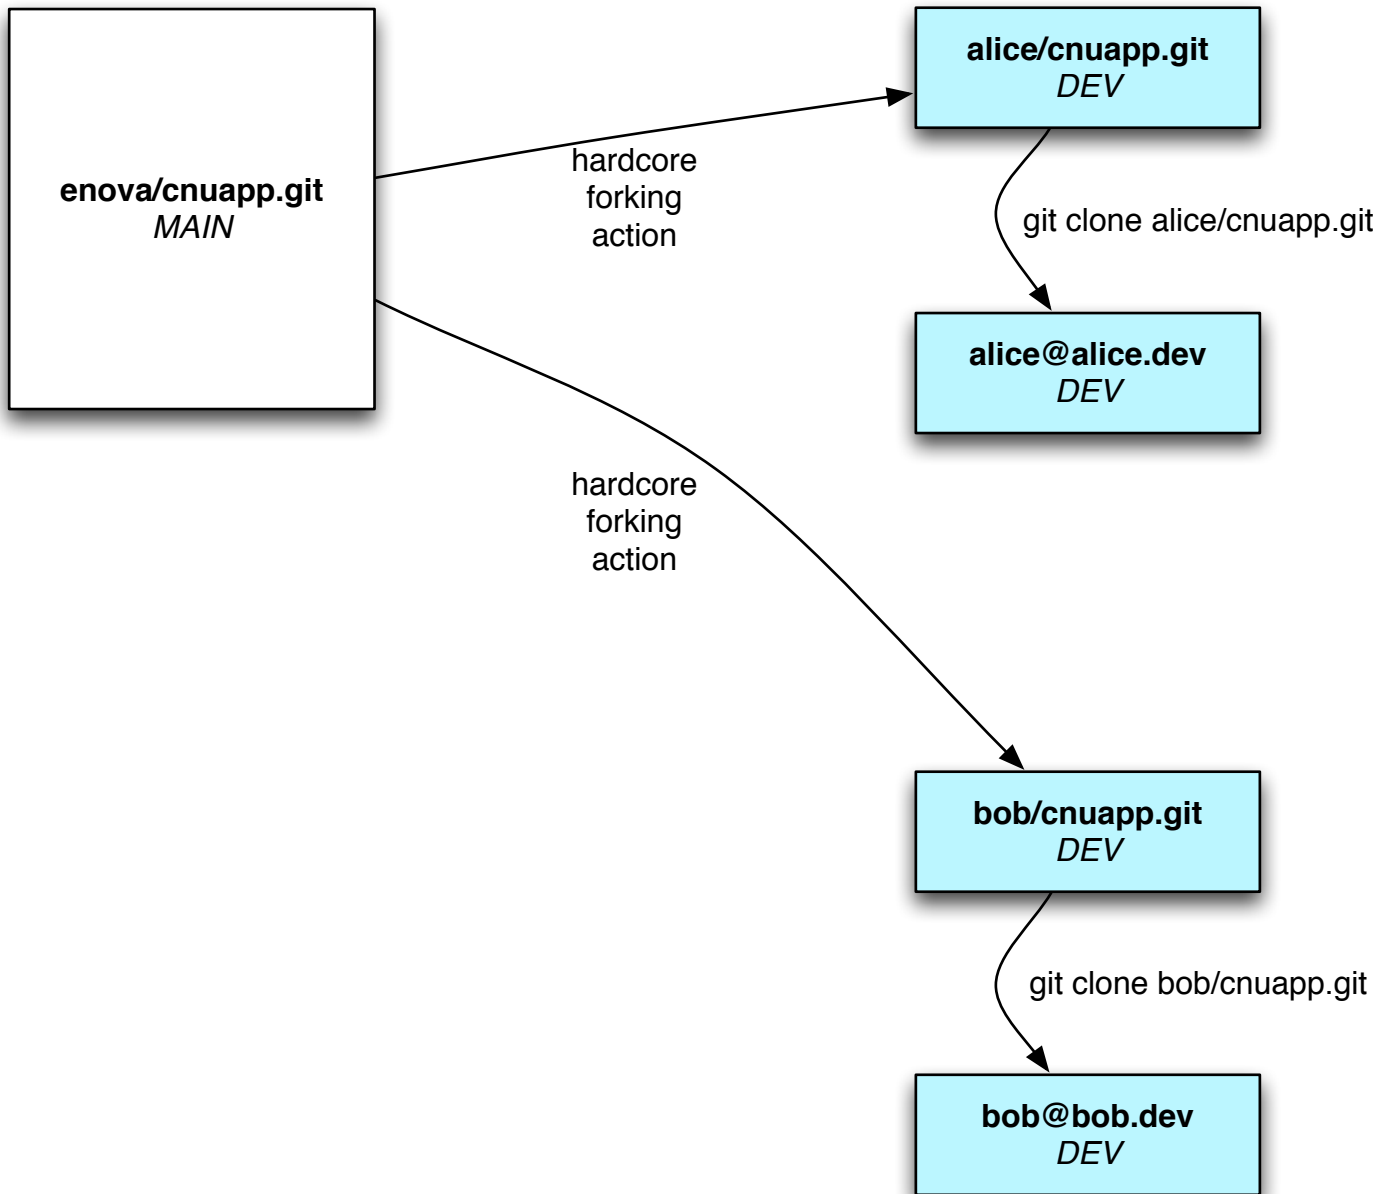 enova/cnuapp.git
MAIN
hardcore
forking
action
alice/cnuapp.git
DEV
git clone alice/cnuapp.git
alice@alice.dev
DEV
hardcore
forking
action
bob/cnuapp.git
DEV
git clone bob/cnuapp.git
bob@bob.dev
DEV